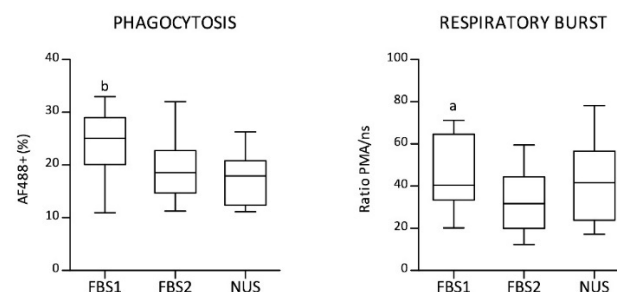 PHAGOCYTOSIS
AF488+ (%)
40
30
20
10
0
b
FBS1 FBS2 NUS
RESPIRATORY BURST
Ratio PMA/ns
100
80
60
40
20
0
a
FBS1 FBS2 NUS